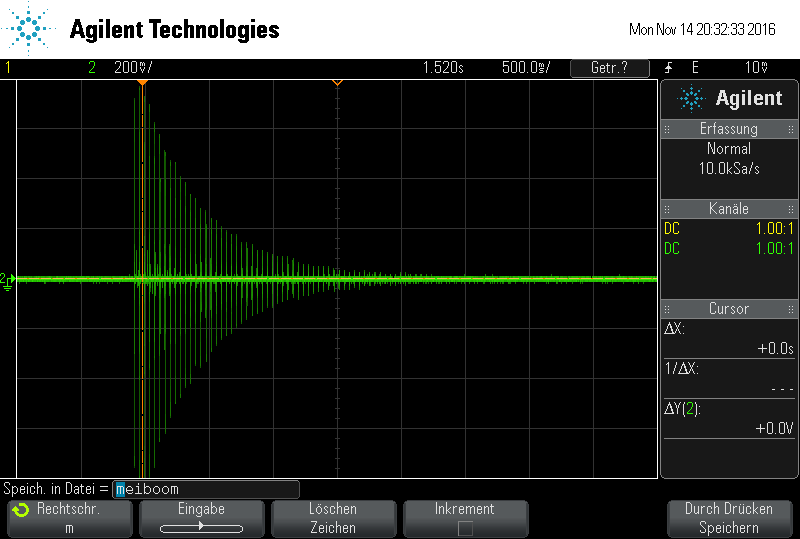 Agilent Technologies
Mon Nov 14 20:32:33 2016
1 2 200V/ 1.520s 500.0ms/ Getr.? E 10V
Agilent
Erfassung
Normal
10.0kSa/s
Kanäle
DC 1.00:1
DC 1.00:1
Cursor
ΔX:
+0.0s
1/ΔX:
- - -
ΔY(2):
+0.0V
2
Speich. in Datei = meiboom
Rechtschr.
m
Eingabe
Löschen
Zeichen
Inkrement
Durch Drücken
Speichern